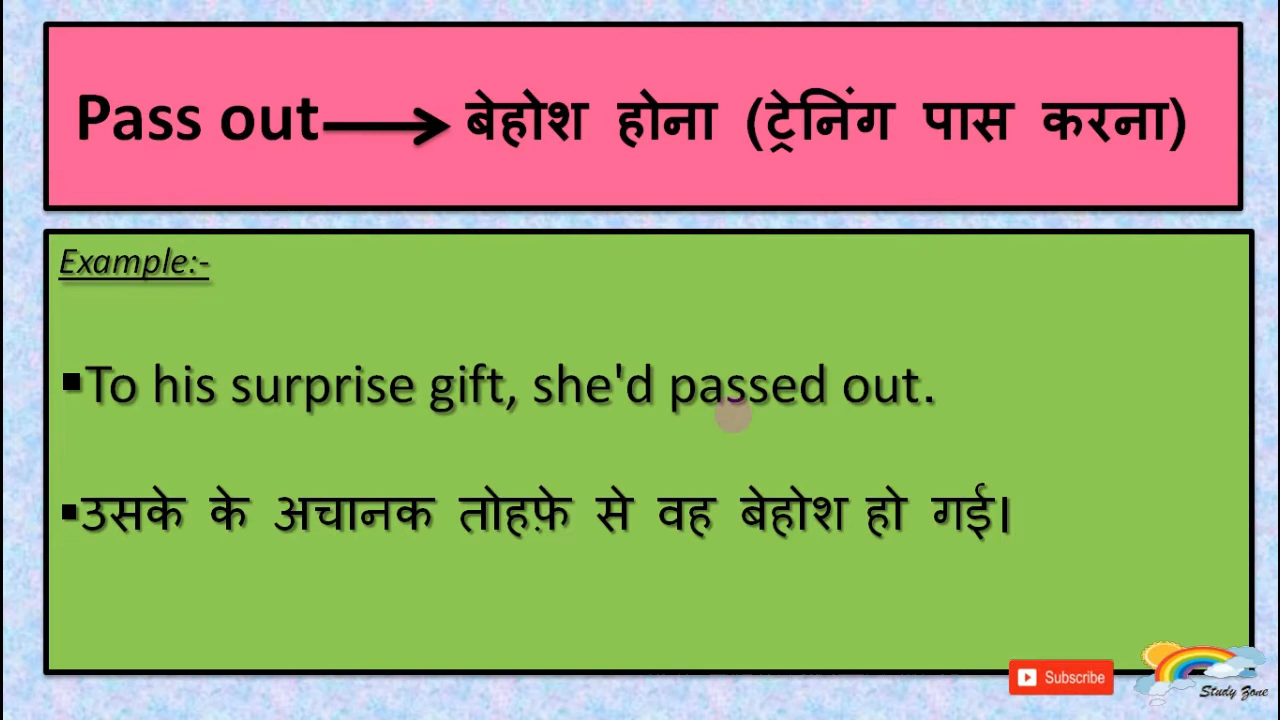 Pass out → बेहोश होना (ट्रेनिंग पास करना)
Example:-
▪To his surprise gift, she'd passed out.
▪उसके के अचानक तोहफ़े से वह बेहोश हो गई।
Subscribe
Study Zone